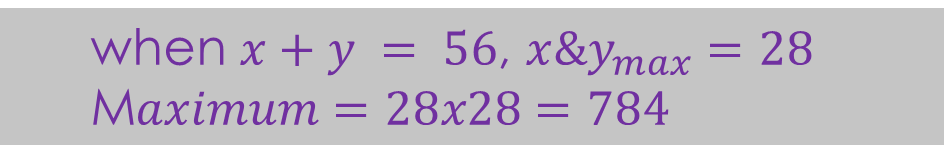 when x + y = 56, x&y_max = 28
Maximum = 28x28 = 784